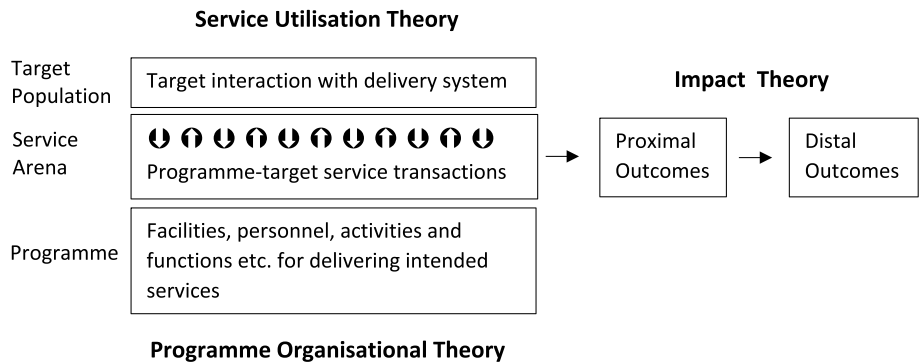 Service Utilisation Theory
Target
Population
Target interaction with delivery system
Impact Theory
Service
Arena
Programme-target service transactions
Proximal
Outcomes
Distal
Outcomes
Programme
Facilities, personnel, activities and
functions etc. for delivering intended
services
Programme Organisational Theory